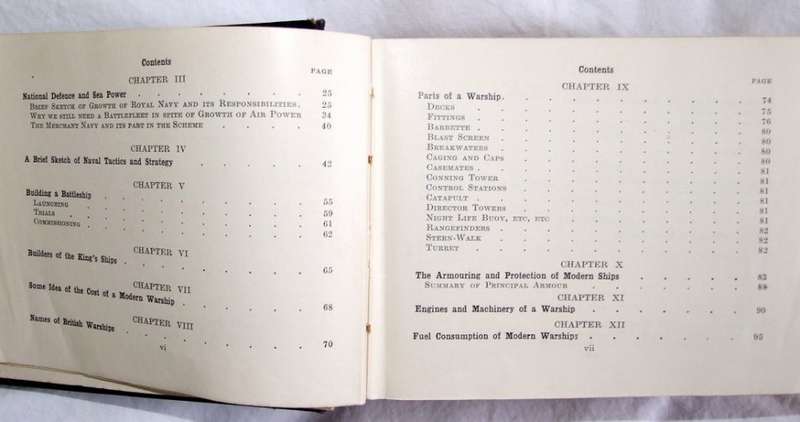 Contents
PAGE
CHAPTER III
National Defence and Sea Power . . . . . . . 25
Brief Sketch of Growth of Royal Navy and its Responsibilities. 25
Why we still need a Battlefleet in spite of Growth of Air Power 34
The Merchant Navy and its part in the Scheme . . . . 40
CHAPTER IV
A Brief Sketch of Naval Tactics and Strategy . . . . . 42
CHAPTER V
Building a Battleship . . . . . . . . . 55
Launching . . . . . . . . . . 59
Trials . . . . . . . . . . 61
Commissioning . . . . . . . . . 62
CHAPTER VI
Builders of the King's Ships . . . . . . . . 65
CHAPTER VII
Some Idea of the Cost of a Modern Warship . . . . . . 68
CHAPTER VIII
Names of British Warships . . . . . . . . 70
vi
Contents
PAGE
CHAPTER IX
Parts of a Warship. . . . . . . . . . 74
Decks . . . . . . . . . . 75
Fittings . . . . . . . . . . 76
Barbette . . . . . . . . . . 80
Blast Screen . . . . . . . . . 80
Breakwaters . . . . . . . . . 80
Caging and Caps . . . . . . . . 80
Casemates . . . . . . . . . . 81
Conning Tower . . . . . . . . 81
Control Stations . . . . . . . . 81
Catapult . . . . . . . . . . 81
Director Towers . . . . . . . . 81
Night Life Buoy, etc, etc . . . . . . . 81
Rangefinders . . . . . . . . . 82
Stern-Walk . . . . . . . . . 82
Turret . . . . . . . . . . 82
CHAPTER X
The Armouring and Protection of Modern Ships . . . . . 83
Summary of Principal Armour . . . . . . 88
CHAPTER XI
Engines and Machinery of a Warship . . . . . . 90
CHAPTER XII
Fuel Consumption of Modern Warships . . . . . . 95
vii